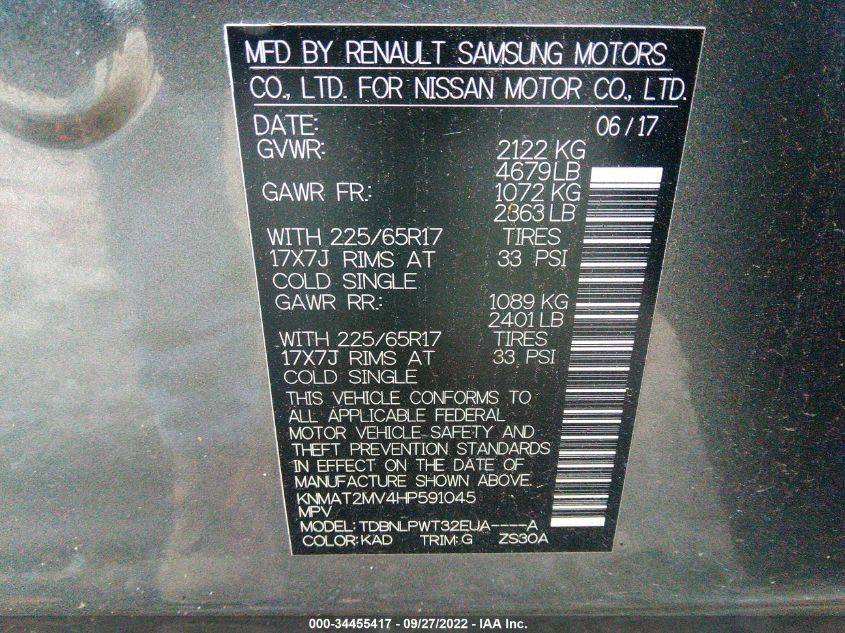 MFD BY RENAULT SAMSUNG MOTORS
CO., LTD. FOR NISSAN MOTOR CO., LTD.
DATE: 06/17
GVWR: 2122 KG
4679 LB
GAWR FR.: 1072 KG
2363 LB
WITH 225/65R17 TIRES
17X7J RIMS AT 33 PSI
COLD SINGLE
GAWR RR.: 1089 KG
2401 LB
WITH 225/65R17 TIRES
17X7J RIMS AT 33 PSI
COLD SINGLE
THIS VEHICLE CONFORMS TO
ALL APPLICABLE FEDERAL
MOTOR VEHICLE SAFETY AND
THEFT PREVENTION STANDARDS
IN EFFECT ON THE DATE OF
MANUFACTURE SHOWN ABOVE.
KNMAT2MV4HP591045
MPV
MODEL: TDBNLPWT32EUA----A
COLOR: KAD TRIM: G ZS30A
000-34455417 - 09/27/2022 - IAA Inc.